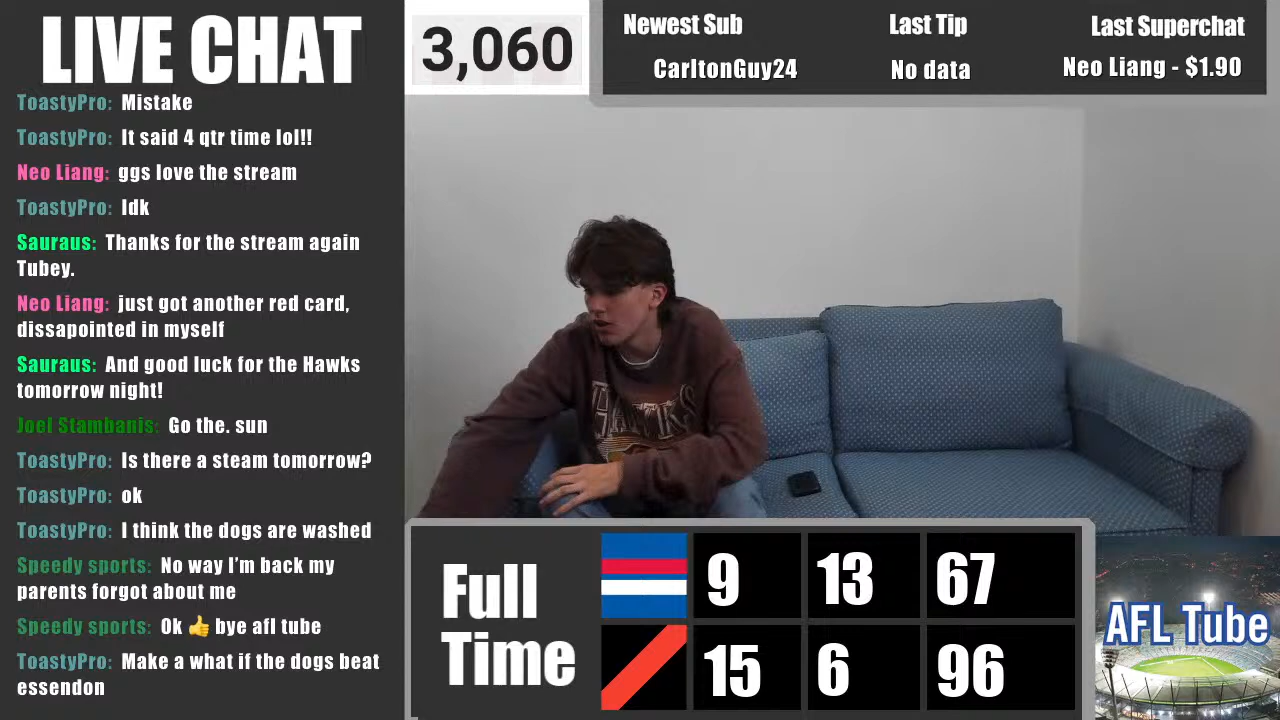 LIVE CHAT
ToastyPro: Mistake
ToastyPro: It said 4 qtr time lol!!
Neo Liang: ggs love the stream
ToastyPro: Idk
Sauraus: Thanks for the stream again
Tubey.
Neo Liang: just got another red card,
dissapointed in myself
Sauraus: And good luck for the Hawks
tomorrow night!
Joel Stambanis: Go the. sun
ToastyPro: Is there a steam tomorrow?
ToastyPro: ok
ToastyPro: I think the dogs are washed
Speedy sports: No way I'm back my
parents forgot about me
Speedy sports: Ok 👍 bye afl tube
ToastyPro: Make a what if the dogs beat
essendon
3,060
Newest Sub
CarltonGuy24
Last Tip
No data
Last Superchat
Neo Liang - $1.90
HAWKS
Full
Time
9 13 67
15 6 96
AFL Tube